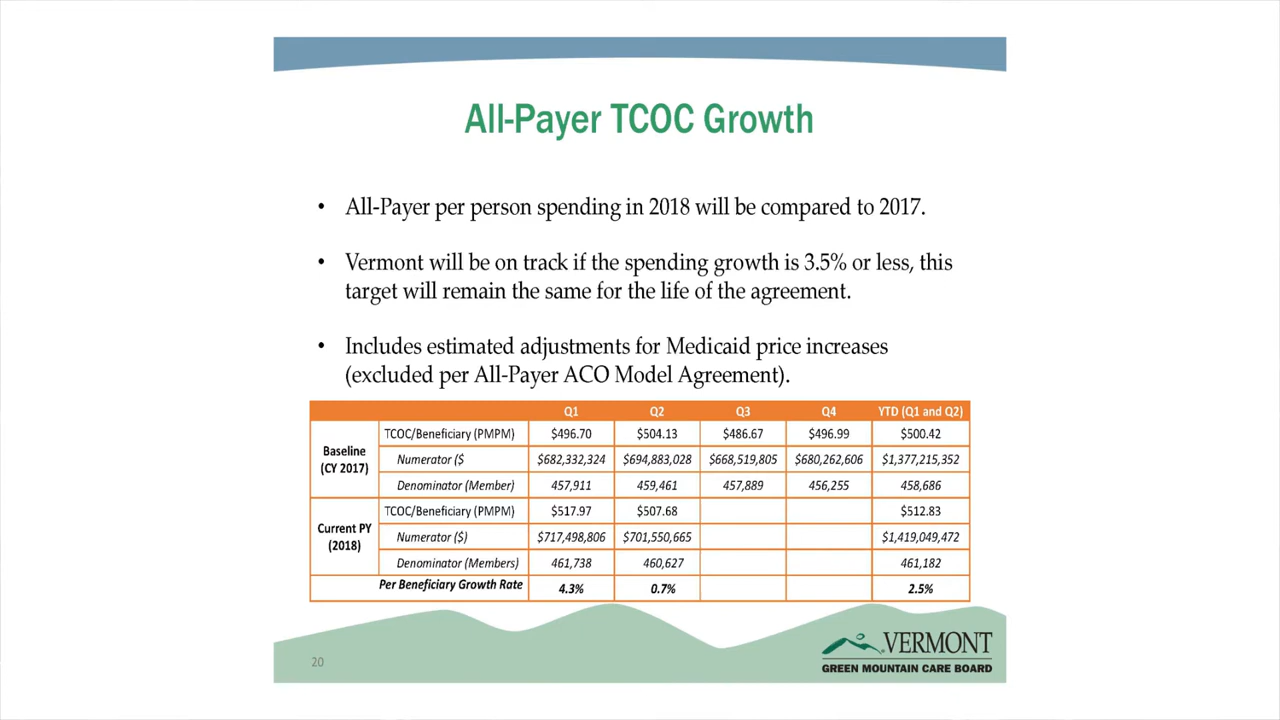 All-Payer TCOC Growth
• All-Payer per person spending in 2018 will be compared to 2017.
• Vermont will be on track if the spending growth is 3.5% or less, this
target will remain the same for the life of the agreement.
• Includes estimated adjustments for Medicaid price increases
(excluded per All-Payer ACO Model Agreement).
Q1 Q2 Q3 Q4 YTD (Q1 and Q2)
Baseline
(CY 2017)
TCOC/Beneficiary (PMPM) $496.70 $504.13 $486.67 $496.99 $500.42
Numerator ($ $682,332,324 $694,883,028 $668,519,805 $680,262,606 $1,377,215,352
Denominator (Member) 457,911 459,461 457,889 456,255 458,686
Current PY
(2018)
TCOC/Beneficiary (PMPM) $517.97 $507.68 $512.83
Numerator ($) $717,498,806 $701,550,665 $1,419,049,472
Denominator (Members) 461,738 460,627 461,182
Per Beneficiary Growth Rate 4.3% 0.7% 2.5%
20
VERMONT
GREEN MOUNTAIN CARE BOARD